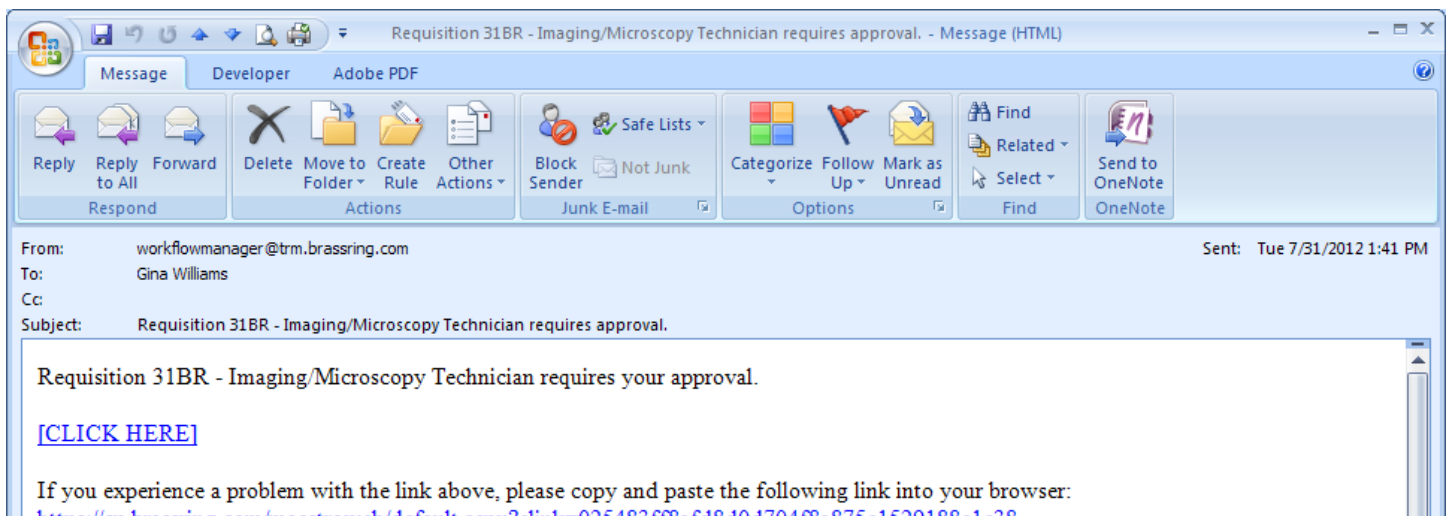 Requisition 31BR - Imaging/Microscopy Technician requires approval. - Message (HTML)
Message Developer Adobe PDF
Reply Reply to All Forward
Delete Move to Folder Create Rule Other Actions
Block Sender Safe Lists Not Junk
Categorize Follow Up Mark as Unread
Find Related Select
Send to OneNote
Respond Actions Junk E-mail Options Find OneNote
From: workflowmanager@trm.brassring.com Sent: Tue 7/31/2012 1:41 PM
To: Gina Williams
Cc:
Subject: Requisition 31BR - Imaging/Microscopy Technician requires approval.
Requisition 31BR - Imaging/Microscopy Technician requires your approval.
[CLICK HERE]
If you experience a problem with the link above, please copy and paste the following link into your browser: